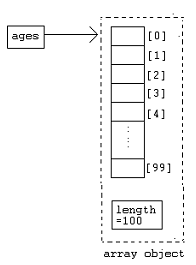 ages
[0]
[1]
[2]
[3]
[4]
[99]
length
=100
array object